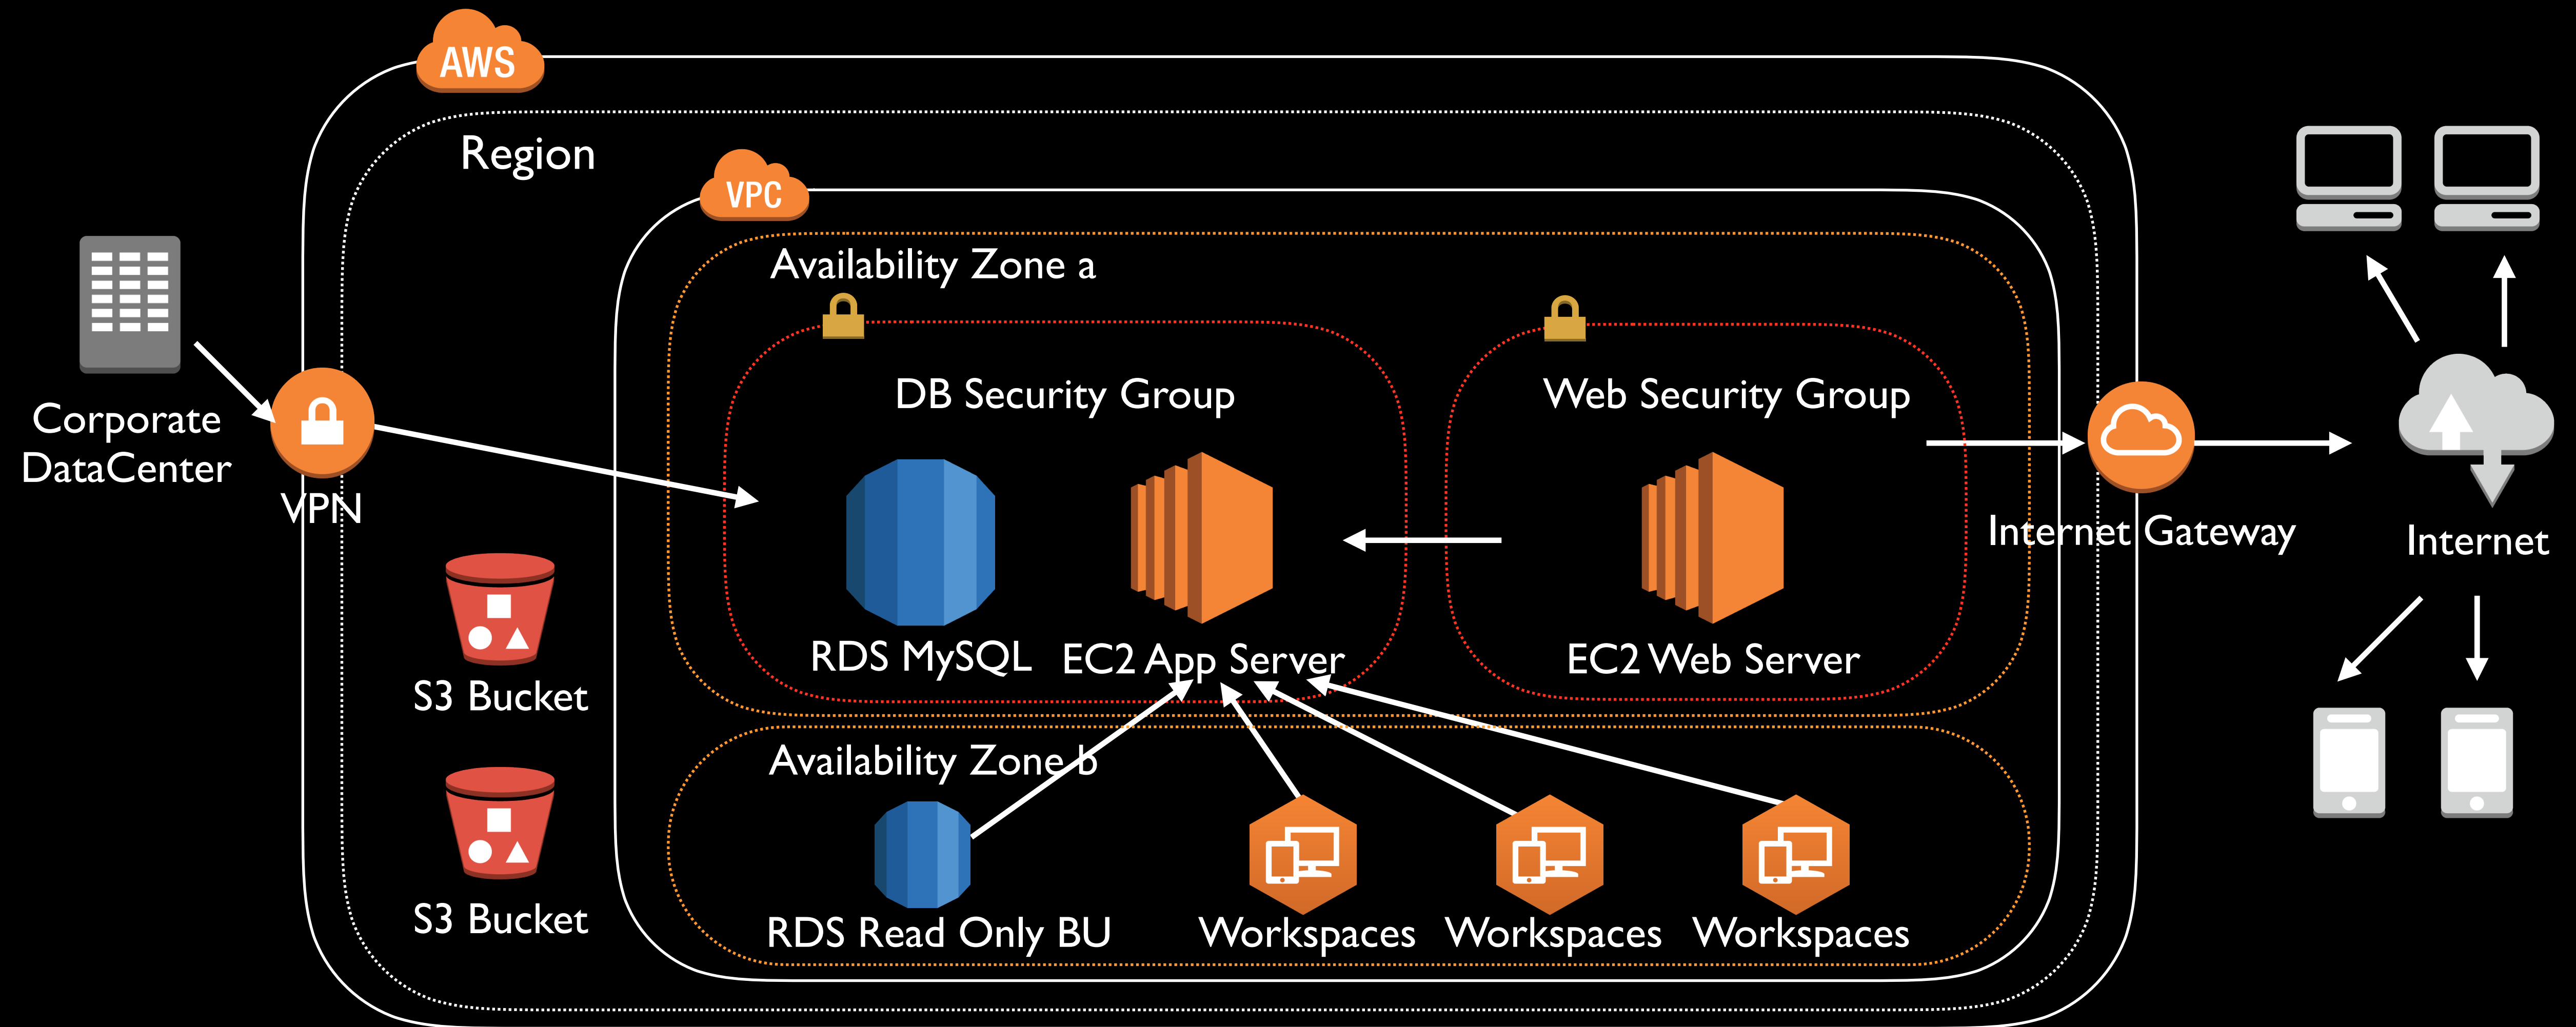 AWS
Region
VPC
Availability Zone a
DB Security Group
Web Security Group
Corporate
DataCenter
VPN
Internet Gateway
Internet
RDS MySQL
EC2 App Server
EC2 Web Server
S3 Bucket
Availability Zone b
S3 Bucket
RDS Read Only BU
Workspaces
Workspaces
Workspaces